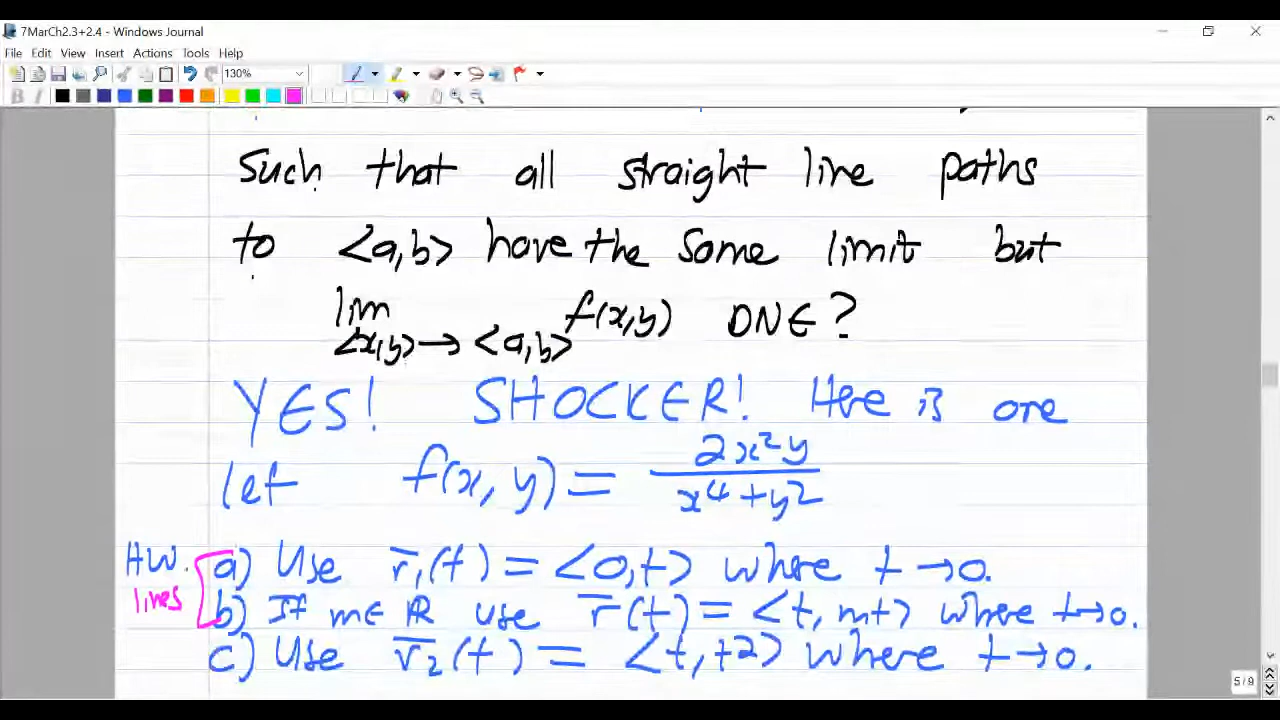 7MarCh2.3+2.4 - Windows Journal
File Edit View Insert Actions Tools Help
130%
B I
Such that all straight line paths
to <a,b> have the same limit but
lim f(x,y) DNE?
<x,y>→<a,b>
YES! SHOCKER! Here is one
let f(x,y) = 2x²y
x⁴+y²
HW. a) Use r̄₁(t) = <0,t> where t→0.
lines b) If m∈ℝ use r̄(t) = <t, mt> where t→0.
c) Use r̄₂(t) = <t, t2> where t→0.
5/9